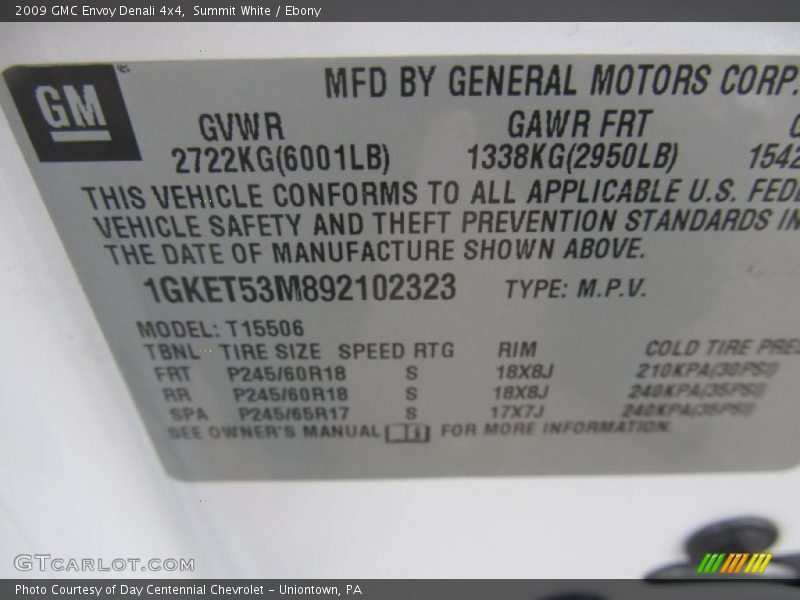 2009 GMC Envoy Denali 4x4, Summit White / Ebony
GM
MFD BY GENERAL MOTORS CORP.
GVWR GAWR FRT
2722KG(6001LB) 1338KG(2950LB) 1542
THIS VEHICLE CONFORMS TO ALL APPLICABLE U.S.
VEHICLE SAFETY AND THEFT PREVENTION STANDARDS IN
THE DATE OF MANUFACTURE SHOWN ABOVE.
1GKET53M892102323 TYPE: M.P.V.
MODEL: T15506
TBNL TIRE SIZE SPEED RTG RIM COLD TIRE
FRT P245/60R18 S 18X8J 210KPA(30PSI)
RR P245/60R18 S 18X8J 240KPA(35PSI)
SPA P245/65R17 S 17X7J 240KPA(35PSI)
SEE OWNER'S MANUAL FOR MORE INFORMATION.
GTCARLOT.COM
Photo Courtesy of Day Centennial Chevrolet – Uniontown, PA